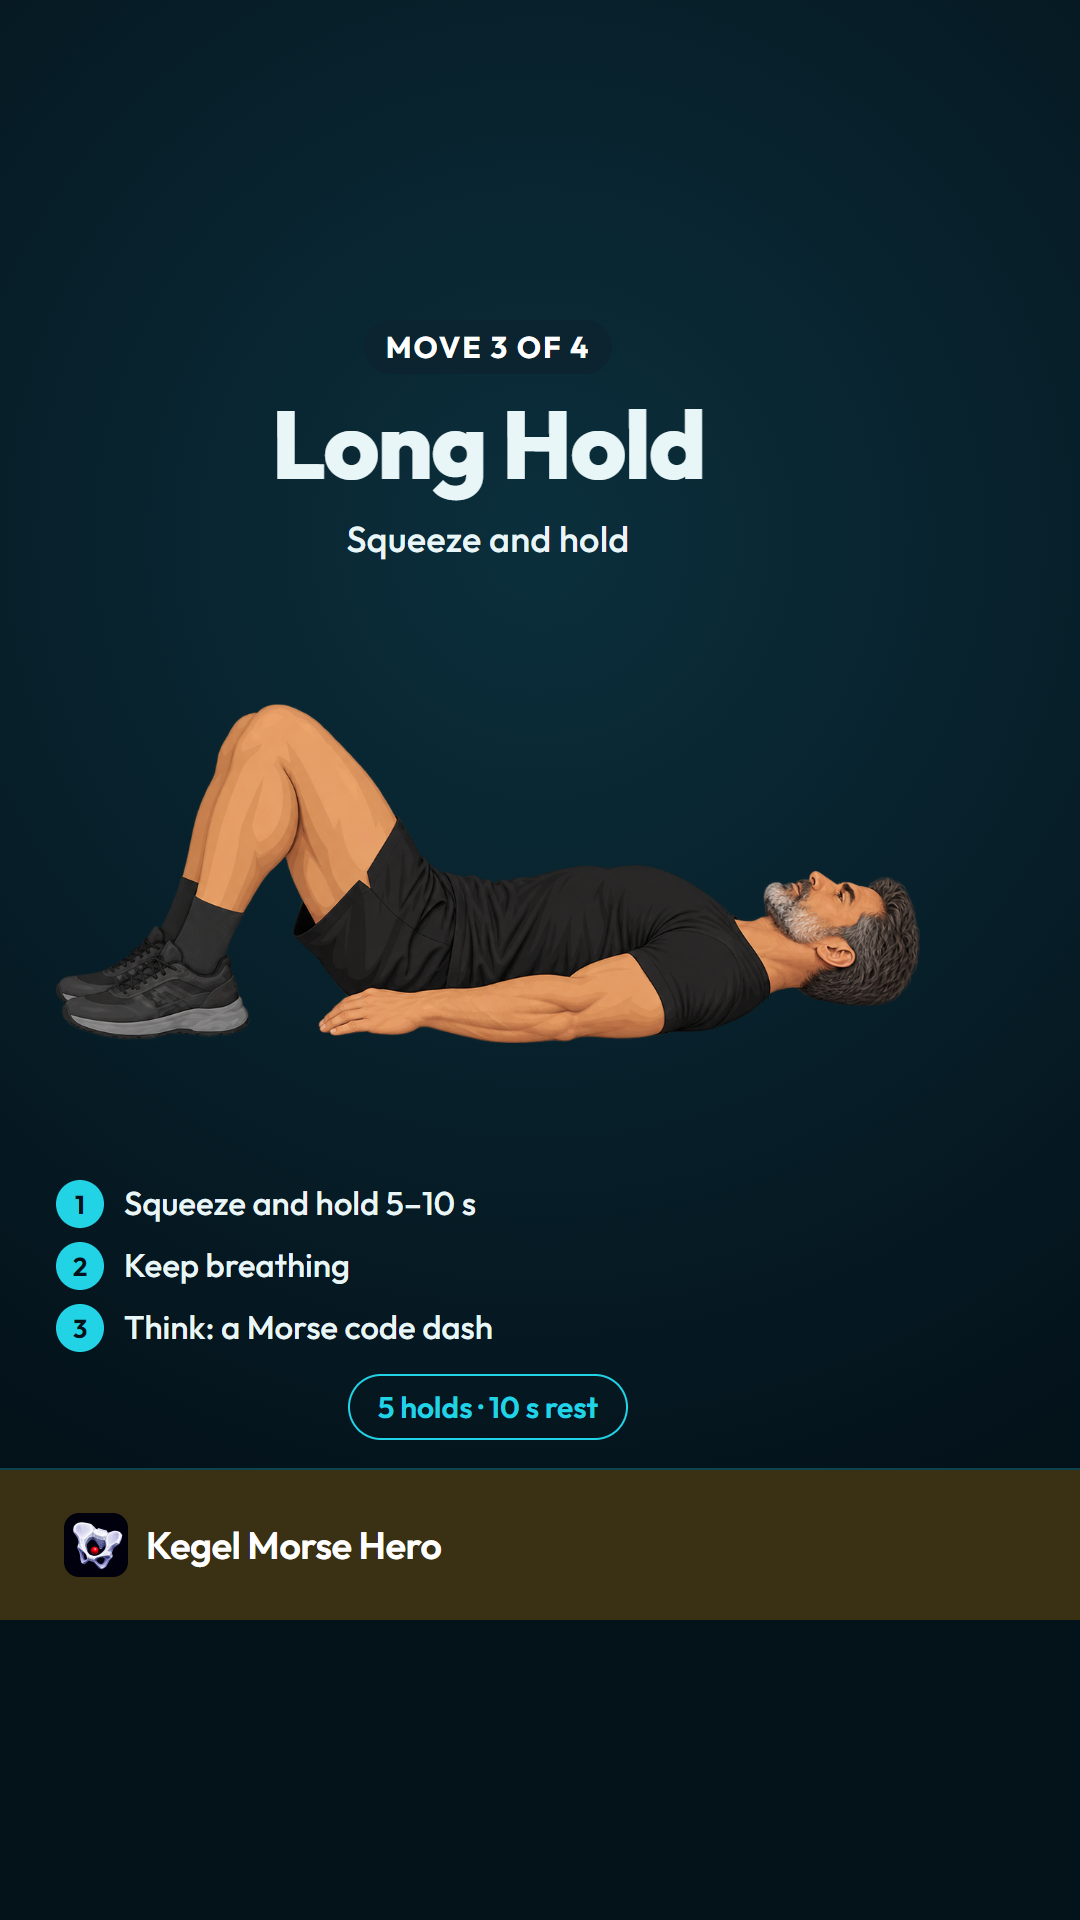 MOVE 3 OF 4
Long Hold
Squeeze and hold
1 Squeeze and hold 5–10 s
2 Keep breathing
3 Think: a Morse code dash
5 holds · 10 s rest
Kegel Morse Hero